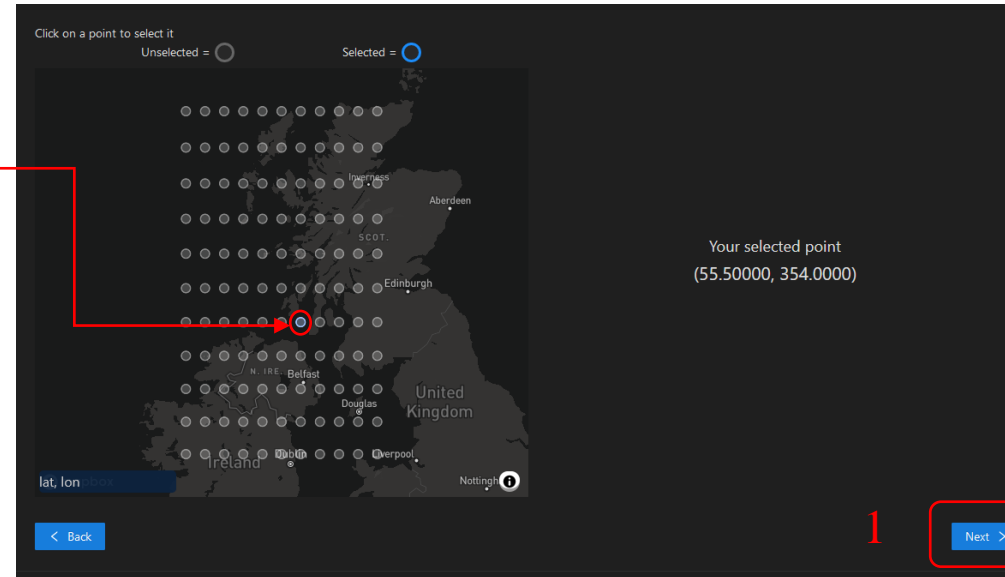 Click on a point to select it
Unselected =
Selected =
Inverness
Aberdeen
SCOT.
Edinburgh
N. IRE.
Belfast
Douglas
United
Kingdom
Dublin
Ireland
Liverpool
lat, lon
Your selected point
(55.50000, 354.0000)
< Back
1
Next >